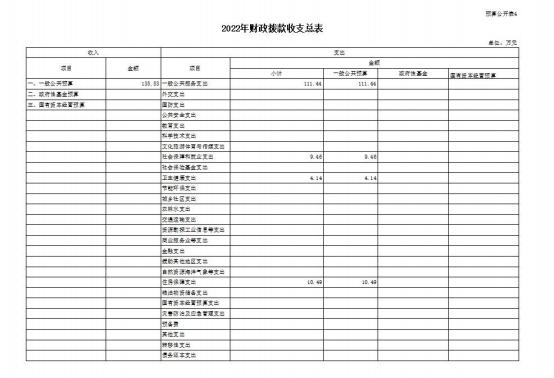 预算公开表4
2022年财政拨款收支总表
单位：万元
收入 支出
项目 金额 项目 金额
小计 一般公共预算 政府性基金 国有资本经营预算
一、一般公共预算 135.53 一般公共服务支出 111.44 111.44
二、政府性基金预算 外交支出
三、国有资本经营预算 国防支出
公共安全支出
教育支出
科学技术支出
文化旅游体育与传媒支出
社会保障和就业支出 9.46 9.46
社会保险基金支出
卫生健康支出 4.14 4.14
节能环保支出
城乡社区支出
农林水支出
交通运输支出
资源勘探工业信息等支出
商业服务业等支出
金融支出
援助其他地区支出
自然资源海洋气象等支出
住房保障支出 10.49 10.49
粮油物资储备支出
国有资本经营预算支出
灾害防治及应急管理支出
预备费
其他支出
转移性支出
债务还本支出